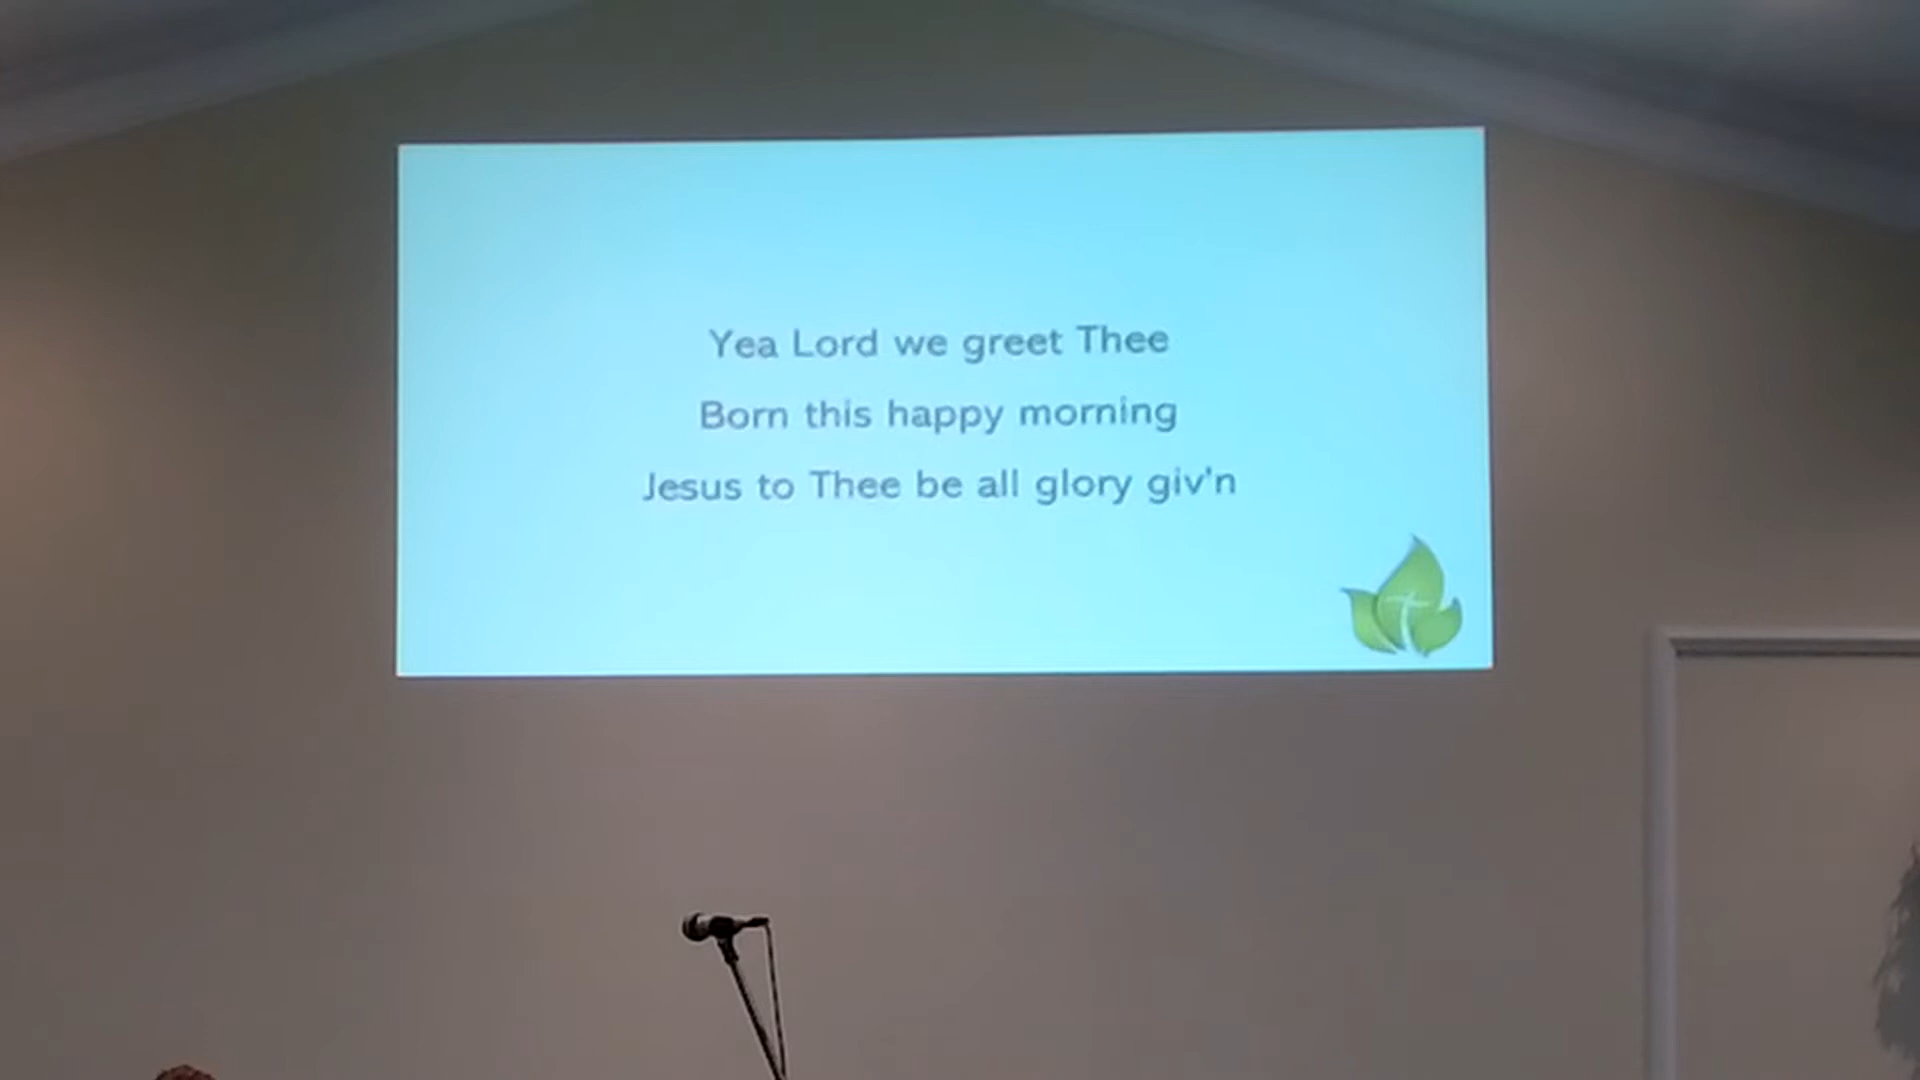 Yea Lord we greet Thee
Born this happy morning
Jesus to Thee be all glory giv'n